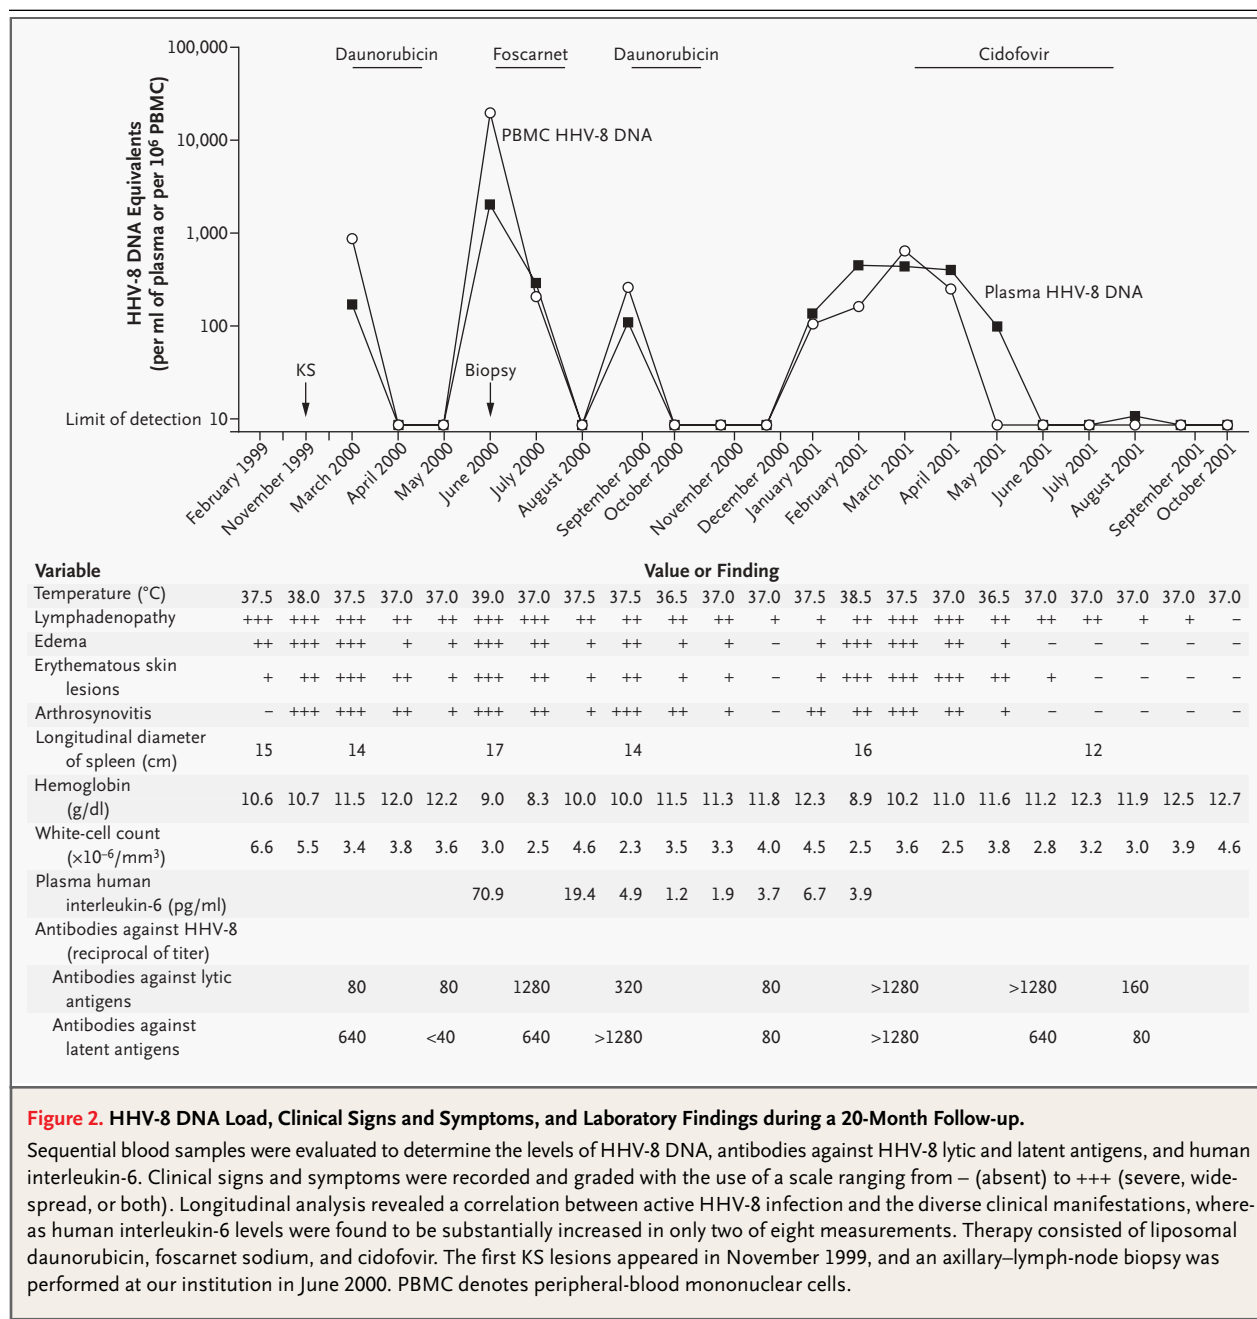 100,000
Daunorubicin
Foscarnet
Daunorubicin
Cidofovir
HHV-8 DNA Equivalents
(per ml of plasma or per 10⁶ PBMC)
10,000
PBMC HHV-8 DNA
1,000
Plasma HHV-8 DNA
100
KS
Biopsy
Limit of detection 10
February 1999
November 1999
March 2000
April 2000
May 2000
June 2000
July 2000
August 2000
September 2000
October 2000
November 2000
December 2000
January 2001
February 2001
March 2001
April 2001
May 2001
June 2001
July 2001
August 2001
September 2001
October 2001
Variable Value or Finding
Temperature (°C) 37.5 38.0 37.5 37.0 37.0 39.0 37.0 37.5 37.5 36.5 37.0 37.0 37.5 38.5 37.5 37.0 36.5 37.0 37.0 37.0 37.0 37.0
Lymphadenopathy +++ +++ +++ ++ ++ +++ +++ ++ ++ ++ ++ + + ++ +++ +++ ++ ++ ++ + + –
Edema ++ +++ +++ + + +++ ++ + ++ + + – + +++ +++ ++ + – – – – –
Erythematous skin
lesions + ++ +++ ++ + +++ ++ + ++ + + – + +++ +++ +++ ++ + – – – –
Arthrosynovitis – +++ +++ ++ + +++ ++ + +++ ++ + – ++ ++ +++ ++ + – – – – –
Longitudinal diameter
of spleen (cm) 15 14 17 14 16 12
Hemoglobin
(g/dl) 10.6 10.7 11.5 12.0 12.2 9.0 8.3 10.0 10.0 11.5 11.3 11.8 12.3 8.9 10.2 11.0 11.6 11.2 12.3 11.9 12.5 12.7
White-cell count
(×10⁻⁶/mm³) 6.6 5.5 3.4 3.8 3.6 3.0 2.5 4.6 2.3 3.5 3.3 4.0 4.5 2.5 3.6 2.5 3.8 2.8 3.2 3.0 3.9 4.6
Plasma human
interleukin-6 (pg/ml) 70.9 19.4 4.9 1.2 1.9 3.7 6.7 3.9
Antibodies against HHV-8
(reciprocal of titer)
Antibodies against lytic
antigens 80 80 1280 320 80 >1280 >1280 160
Antibodies against
latent antigens 640 <40 640 >1280 80 >1280 640 80
Figure 2. HHV-8 DNA Load, Clinical Signs and Symptoms, and Laboratory Findings during a 20-Month Follow-up.
Sequential blood samples were evaluated to determine the levels of HHV-8 DNA, antibodies against HHV-8 lytic and latent antigens, and human
interleukin-6. Clinical signs and symptoms were recorded and graded with the use of a scale ranging from – (absent) to +++ (severe, wide-
spread, or both). Longitudinal analysis revealed a correlation between active HHV-8 infection and the diverse clinical manifestations, where-
as human interleukin-6 levels were found to be substantially increased in only two of eight measurements. Therapy consisted of liposomal
daunorubicin, foscarnet sodium, and cidofovir. The first KS lesions appeared in November 1999, and an axillary–lymph-node biopsy was
performed at our institution in June 2000. PBMC denotes peripheral-blood mononuclear cells.